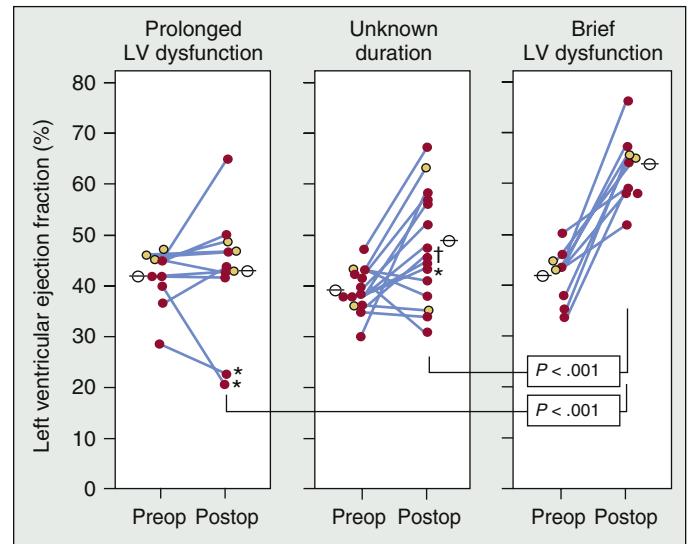 Prolonged
LV dysfunction
Unknown
duration
Brief
LV dysfunction
Left ventricular ejection fraction (%)
80
70
60
50
40
30
20
10
0
†
*
*
*
P < .001
P < .001
Preop Postop
Preop Postop
Preop Postop